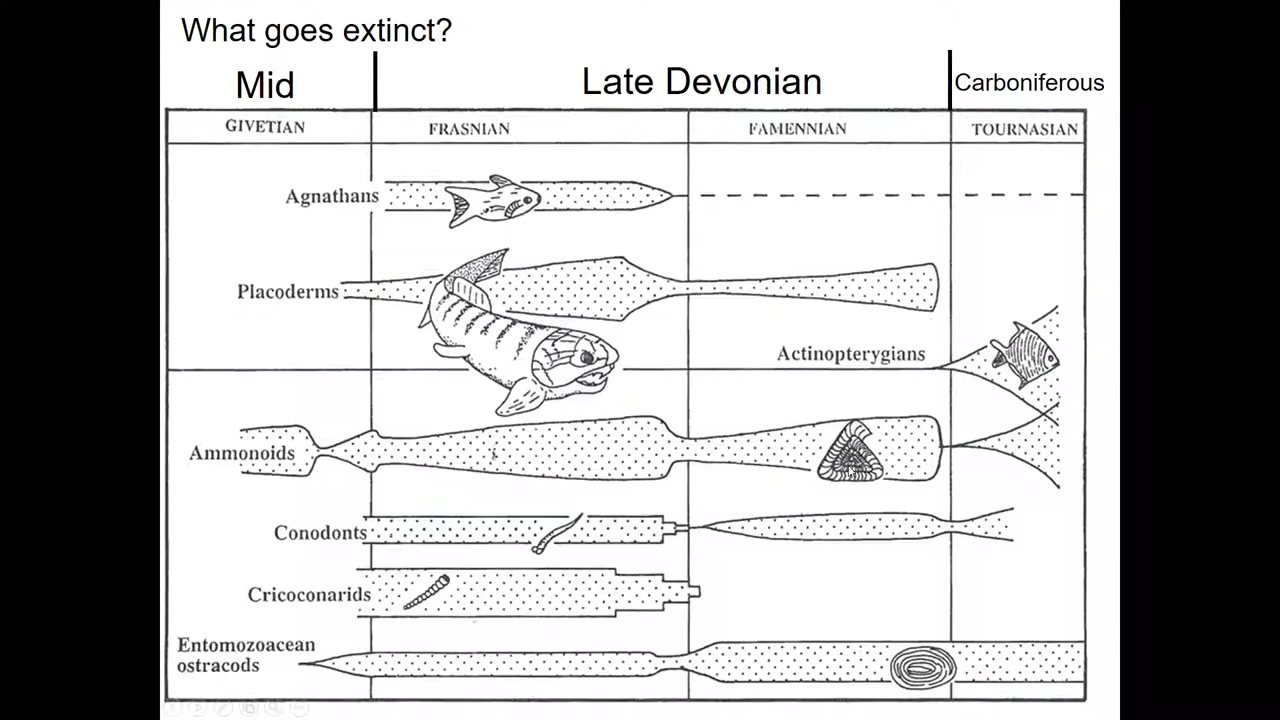 What goes extinct?
Mid
Late Devonian
Carboniferous
GIVETIAN
FRASNIAN
FAMENNIAN
TOURNASIAN
Agnathans
Placoderms
Actinopterygians
Ammonoids
Conodonts
Cricoconarids
Entomozoacean
ostracods